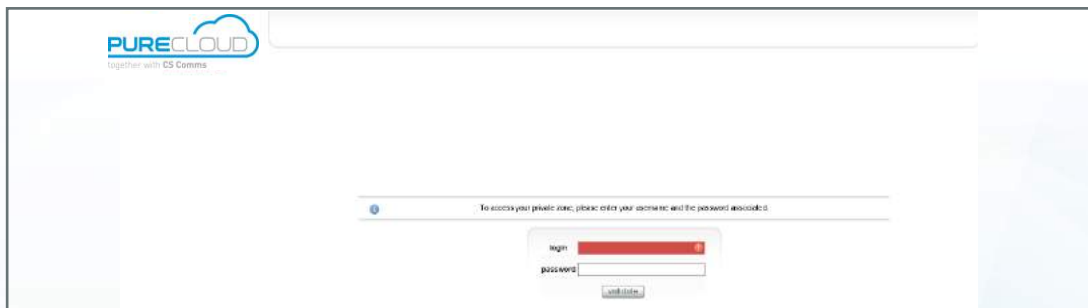 PURECLOUD
together with CS Comms
To access your private zone, please enter your username and the password associated.
login
password
validate